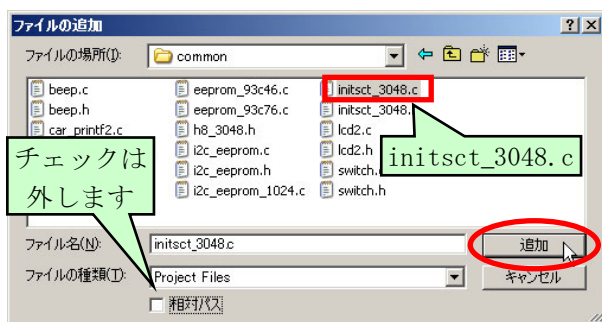 ファイルの追加
ファイルの場所(I):
common
beep.c
eeprom_93c46.c
initsct_3048.c
beep.h
eeprom_93c76.c
initsct_3048.
car_printf2.c
h8_3048.h
lcd2.c
i2c_eeprom.c
lcd2.h
i2c_eeprom.h
switch.
i2c_eeprom_1024.c
switch.h
チェックは
外します
initsct_3048.c
ファイル名(N):
initsct_3048.c
追加
ファイルの種類(T):
Project Files
キャンセル
相対パス